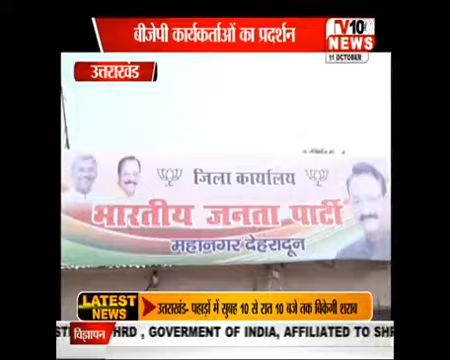 बीजेपी कार्यकर्ताओं का प्रदर्शन
TV10
NEWS
11 OCTOBER
उत्तराखंड
जिला कार्यालय
भारतीय जनता पार्टी
महानगर देहरादून
LATEST NEWS
उत्तराखंड- पहाड़ों में सुबह 10 से रात 10 बजे तक बिकेगी शराब
विज्ञापन
HRD , GOVERMENT OF INDIA, AFFILIATED TO